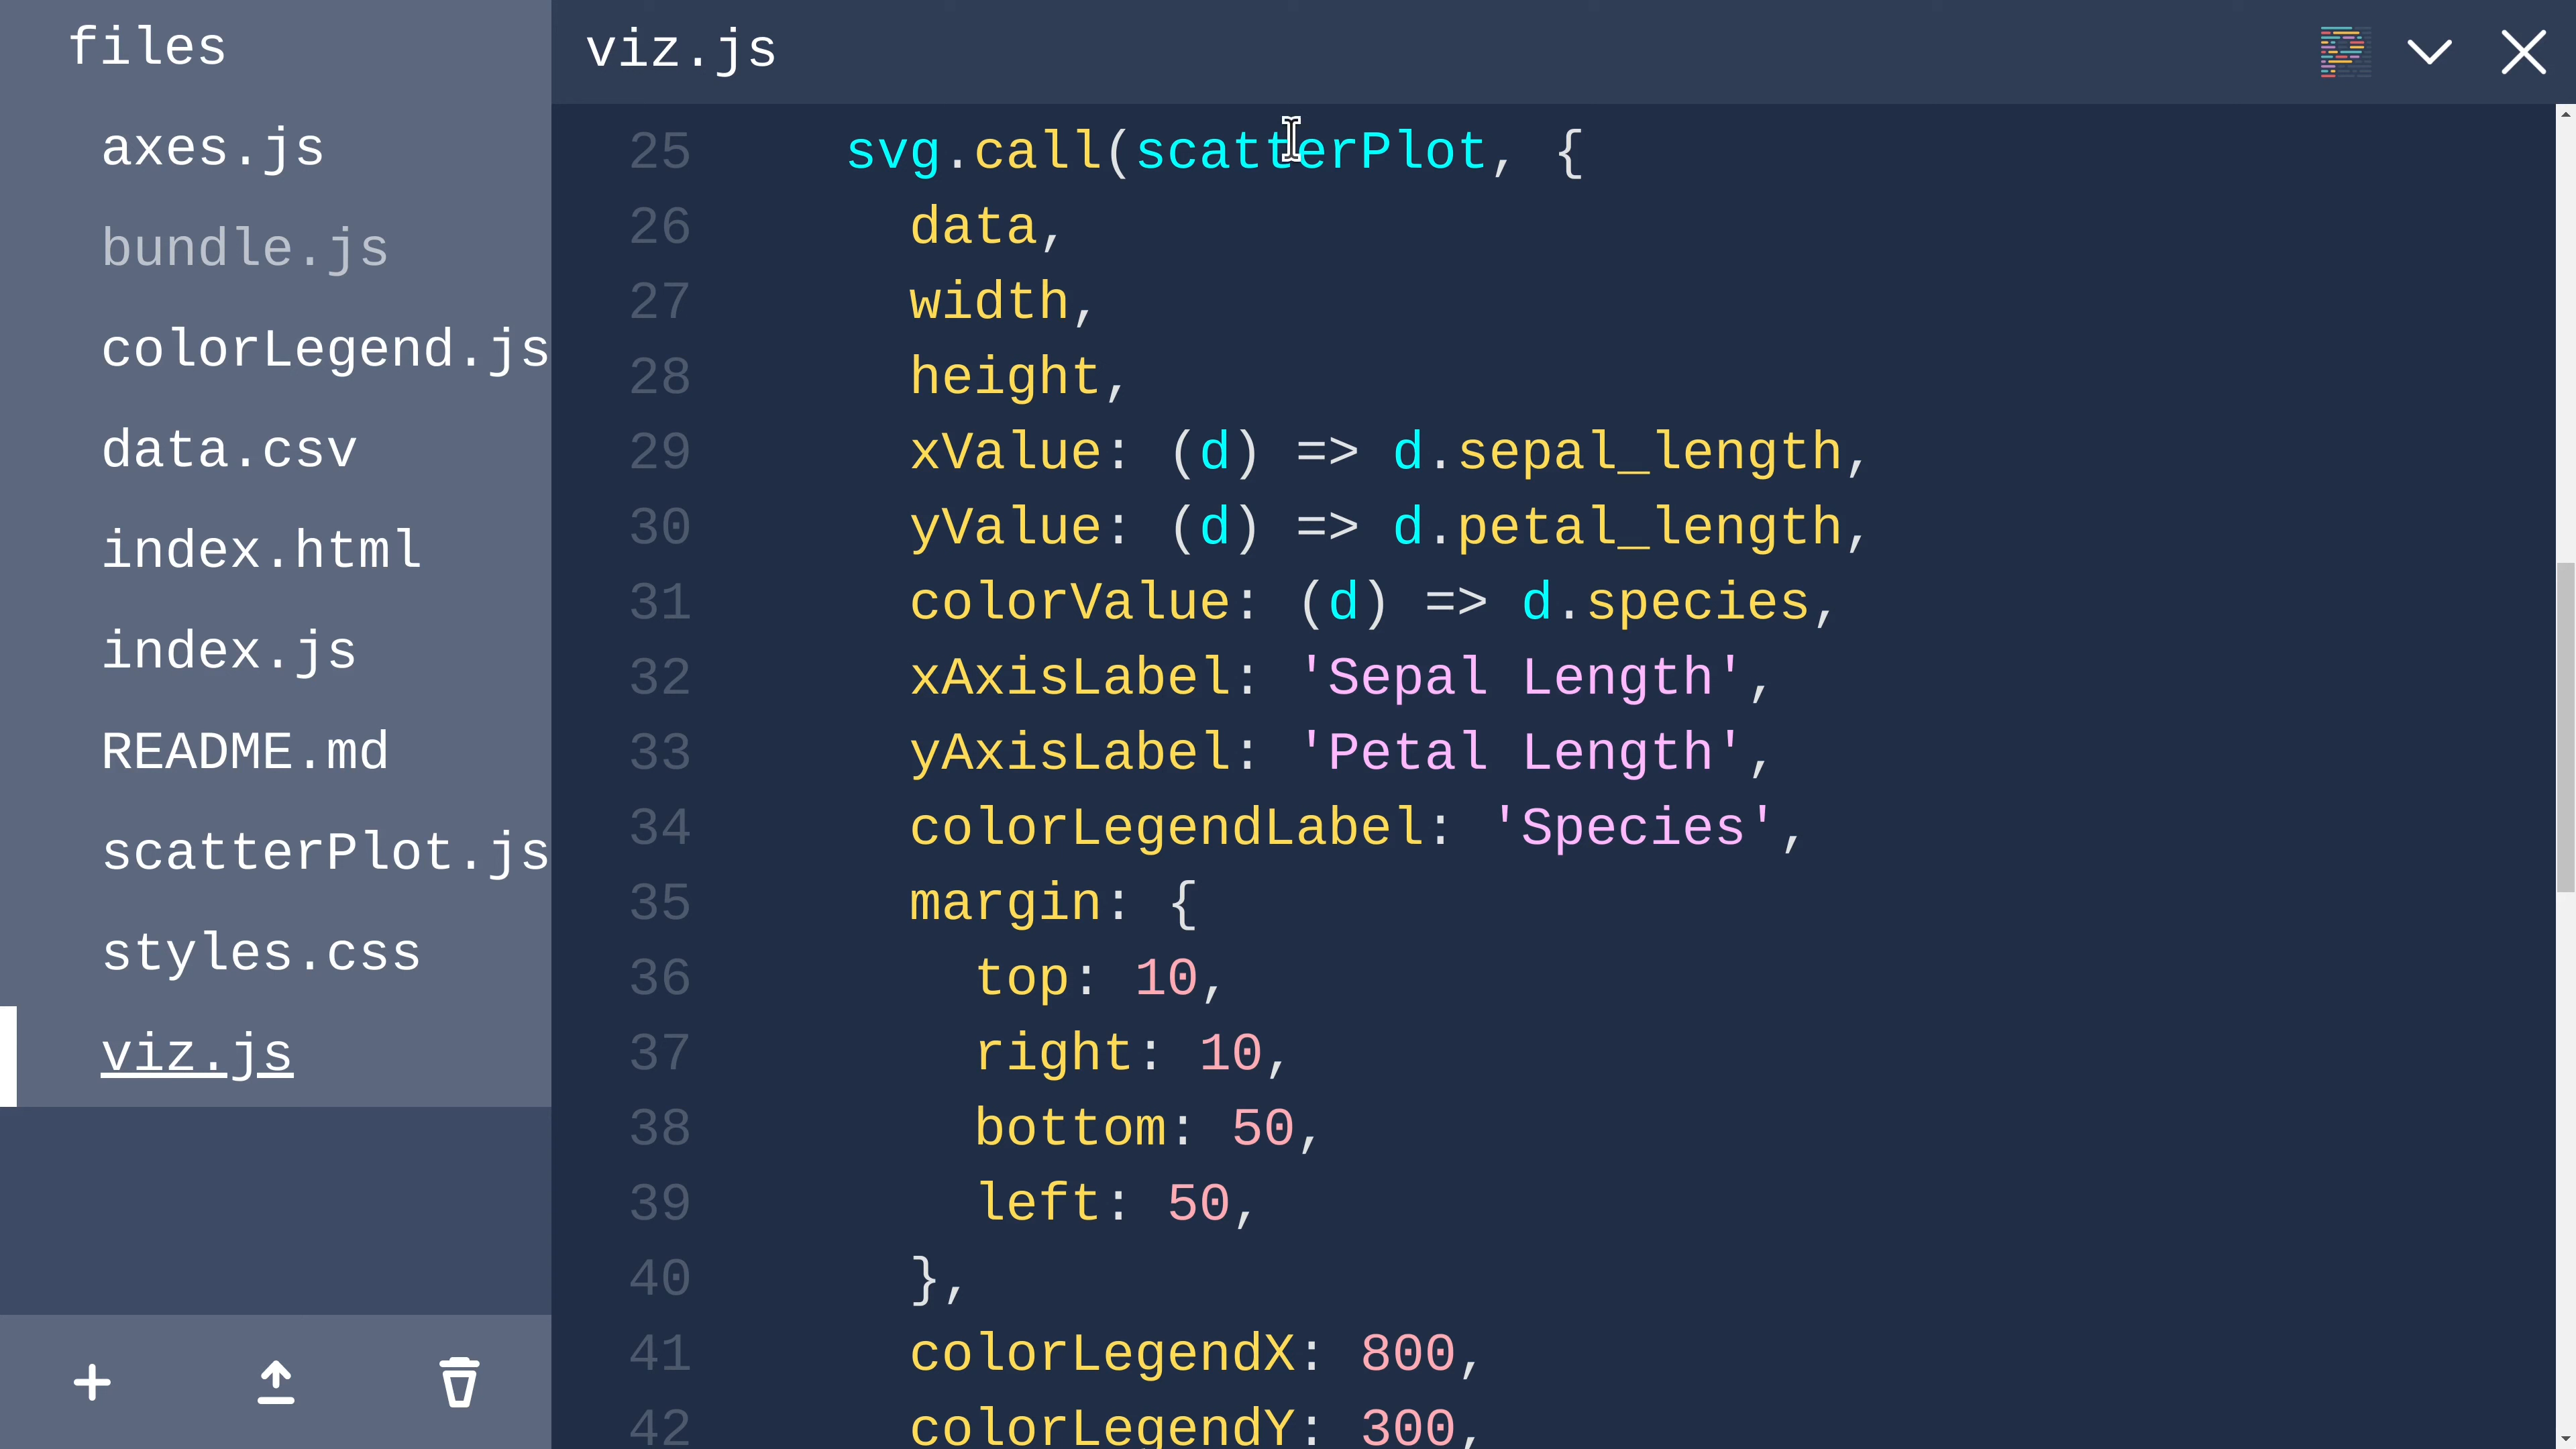 files
axes.js
bundle.js
colorLegend.js
data.csv
index.html
index.js
README.md
scatterPlot.js
styles.css
viz.js
viz.js
25 svg.call(scatterPlot, {
26 data,
27 width,
28 height,
29 xValue: (d) => d.sepal_length,
30 yValue: (d) => d.petal_length,
31 colorValue: (d) => d.species,
32 xAxisLabel: 'Sepal Length',
33 yAxisLabel: 'Petal Length',
34 colorLegendLabel: 'Species',
35 margin: {
36 top: 10,
37 right: 10,
38 bottom: 50,
39 left: 50,
40 },
41 colorLegendX: 800,
42 colorLegendY: 300,